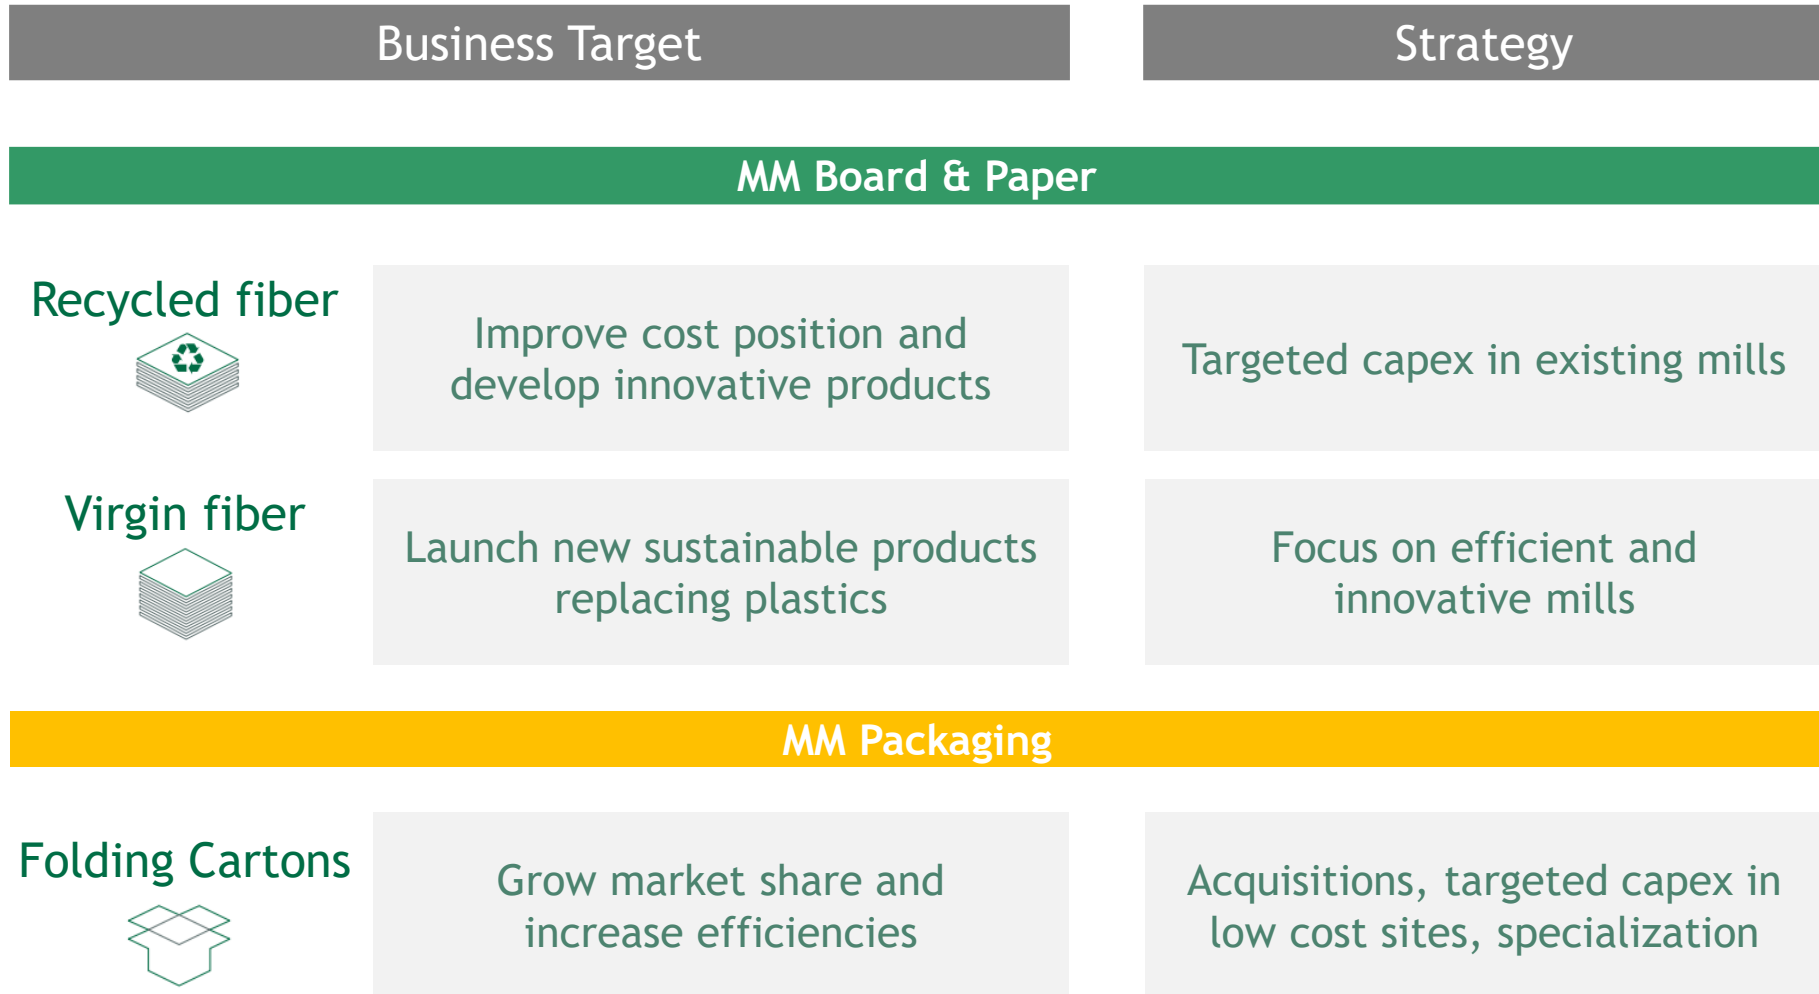 Business Target
Strategy
MM Board & Paper
Recycled fiber
Improve cost position and
develop innovative products
Targeted capex in existing mills
Virgin fiber
Launch new sustainable products
replacing plastics
Focus on efficient and
innovative mills
MM Packaging
Folding Cartons
Grow market share and
increase efficiencies
Acquisitions, targeted capex in
low cost sites, specialization